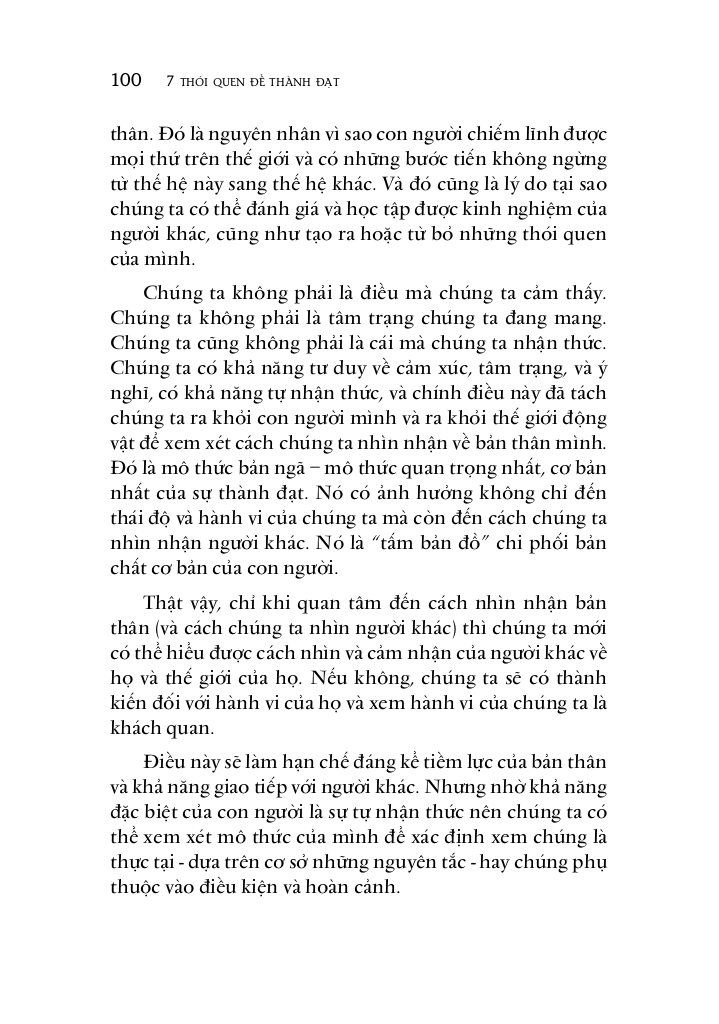 100 7 THÓI QUEN ĐỂ THÀNH ĐẠT
thân. Đó là nguyên nhân vì sao con người chiếm lĩnh được
mọi thứ trên thế giới và có những bước tiến không ngừng
từ thế hệ này sang thế hệ khác. Và đó cũng là lý do tại sao
chúng ta có thể đánh giá và học tập được kinh nghiệm của
người khác, cũng như tạo ra hoặc từ bỏ những thói quen
của mình.
Chúng ta không phải là điều mà chúng ta cảm thấy.
Chúng ta không phải là tâm trạng chúng ta đang mang.
Chúng ta cũng không phải là cái mà chúng ta nhận thức.
Chúng ta có khả năng tư duy về cảm xúc, tâm trạng, và ý
nghĩ, có khả năng tự nhận thức, và chính điều này đã tách
chúng ta ra khỏi con người mình và ra khỏi thế giới động
vật để xem xét cách chúng ta nhìn nhận về bản thân mình.
Đó là mô thức bản ngã – mô thức quan trọng nhất, cơ bản
nhất của sự thành đạt. Nó có ảnh hưởng không chỉ đến
thái độ và hành vi của chúng ta mà còn đến cách chúng ta
nhìn nhận người khác. Nó là “tấm bản đồ” chi phối bản
chất cơ bản của con người.
Thật vậy, chỉ khi quan tâm đến cách nhìn nhận bản
thân (và cách chúng ta nhìn người khác) thì chúng ta mới
có thể hiểu được cách nhìn và cảm nhận của người khác về
họ và thế giới của họ. Nếu không, chúng ta sẽ có thành
kiến đối với hành vi của họ và xem hành vi của chúng ta là
khách quan.
Điều này sẽ làm hạn chế đáng kể tiềm lực của bản thân
và khả năng giao tiếp với người khác. Nhưng nhờ khả năng
đặc biệt của con người là sự tự nhận thức nên chúng ta có
thể xem xét mô thức của mình để xác định xem chúng là
thực tại - dựa trên cơ sở những nguyên tắc - hay chúng phụ
thuộc vào điều kiện và hoàn cảnh.